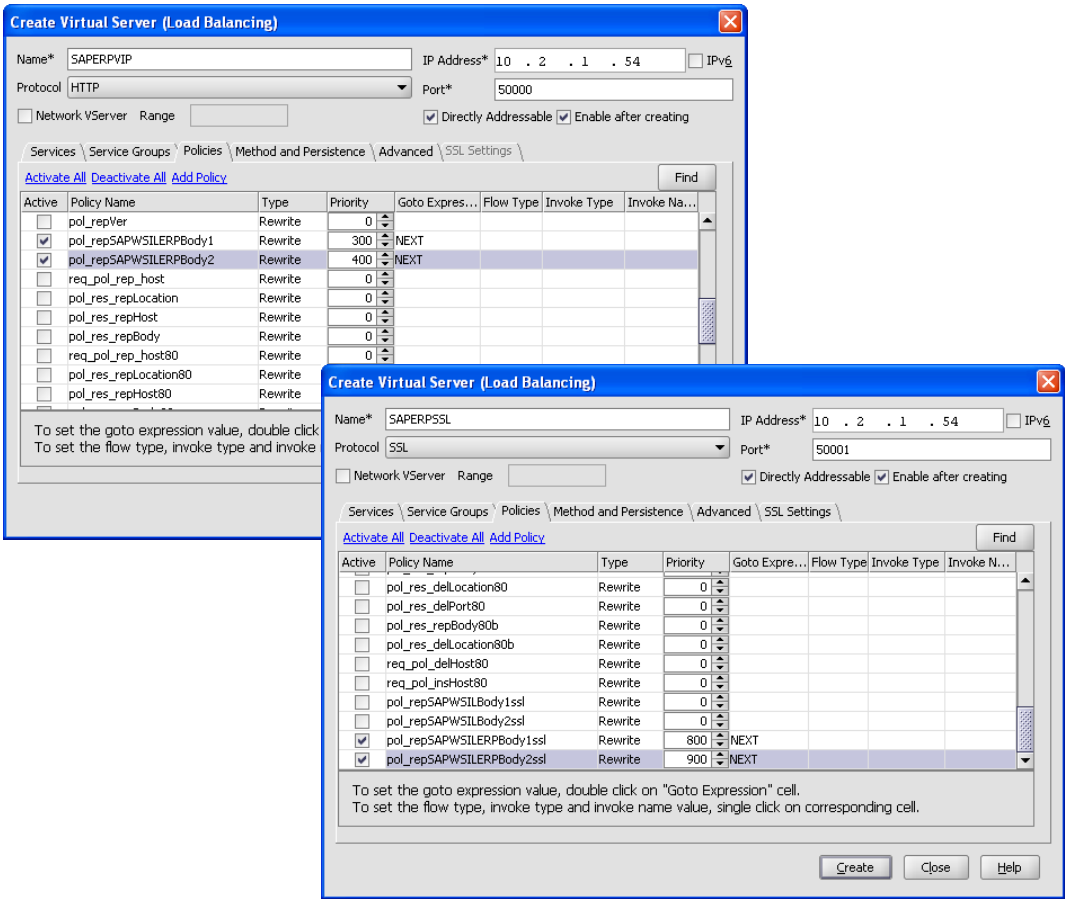 Create Virtual Server (Load Balancing)
Name* SAPERPVIP IP Address* 10 . 2 . 1 . 54 IPv6
Protocol HTTP Port* 50000
Network VServer Range Directly Addressable Enable after creating
Services Service Groups Policies Method and Persistence Advanced SSL Settings
Activate All Deactivate All Add Policy Find
Active Policy Name Type Priority Goto Expres... Flow Type Invoke Type Invoke Na...
pol_repVer Rewrite 0
pol_repSAPWSILERPBody1 Rewrite 300 NEXT
pol_repSAPWSILERPBody2 Rewrite 400 NEXT
req_pol_rep_host Rewrite 0
pol_res_repLocation Rewrite 0
pol_res_repHost Rewrite 0
pol_res_repBody Rewrite 0
req_pol_rep_host80 Rewrite 0
pol_res_repLocation80 Rewrite
pol_res_repHost80 Rewrite
To set the goto expression value, double click
To set the flow type, invoke type and invoke
Create Virtual Server (Load Balancing)
Name* SAPERPSSL IP Address* 10 . 2 . 1 . 54 IPv6
Protocol SSL Port* 50001
Network VServer Range Directly Addressable Enable after creating
Services Service Groups Policies Method and Persistence Advanced SSL Settings
Activate All Deactivate All Add Policy Find
Active Policy Name Type Priority Goto Expre... Flow Type Invoke Type Invoke N...
pol_res_delLocation80 Rewrite 0
pol_res_delPort80 Rewrite 0
pol_res_repBody80b Rewrite 0
pol_res_delLocation80b Rewrite 0
req_pol_delHost80 Rewrite 0
req_pol_insHost80 Rewrite 0
pol_repSAPWSILBody1ssl Rewrite 0
pol_repSAPWSILBody2ssl Rewrite 0
pol_repSAPWSILERPBody1ssl Rewrite 800 NEXT
pol_repSAPWSILERPBody2ssl Rewrite 900 NEXT
To set the goto expression value, double click on "Goto Expression" cell.
To set the flow type, invoke type and invoke name value, single click on corresponding cell.
Create Close Help